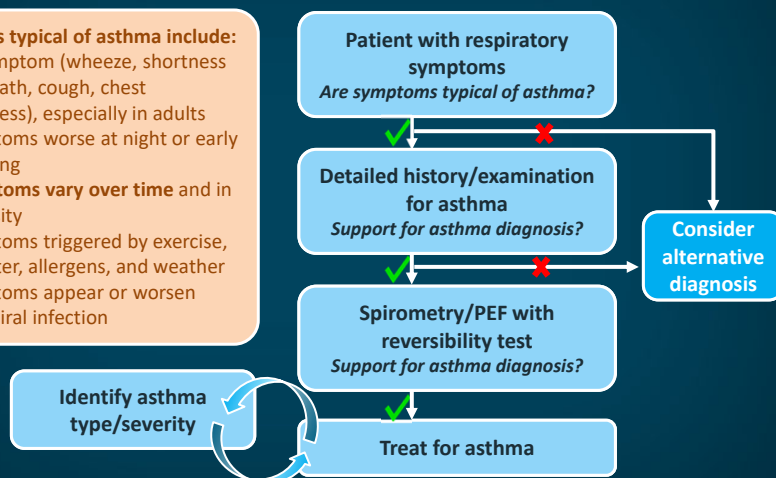 s typical of asthma include:
mptom (wheeze, shortness
ath, cough, chest
ess), especially in adults
toms worse at night or early
ng
toms vary over time and in
ity
toms triggered by exercise,
ter, allergens, and weather
toms appear or worsen
iral infection
Patient with respiratory
symptoms
Are symptoms typical of asthma?
Detailed history/examination
for asthma
Support for asthma diagnosis?
Consider
alternative
diagnosis
Spirometry/PEF with
reversibility test
Support for asthma diagnosis?
Identify asthma
type/severity
Treat for asthma